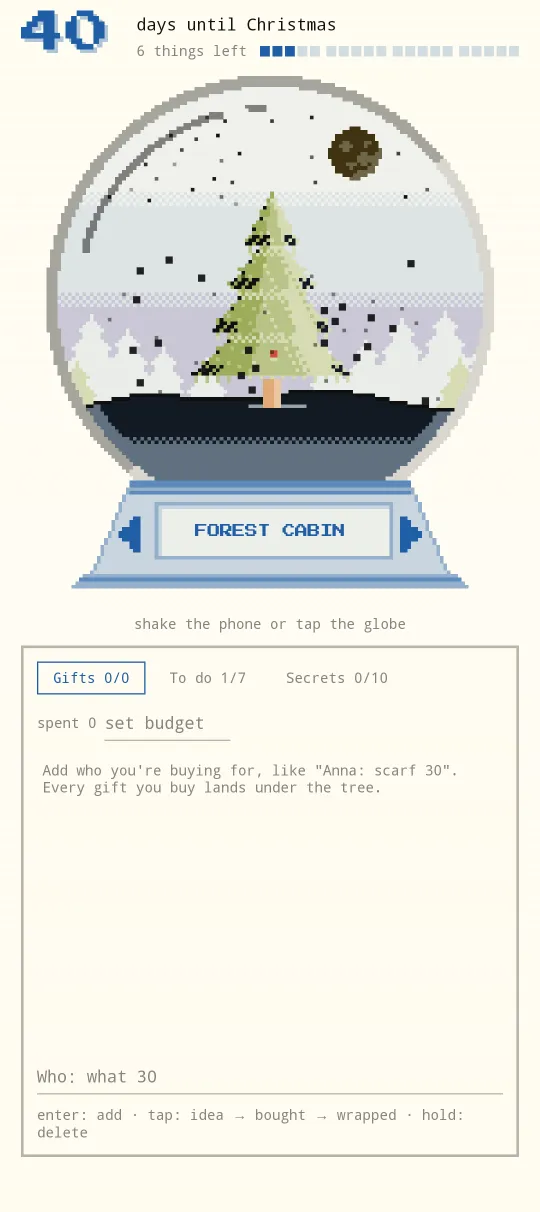 40 days until Christmas
6 things left
FOREST CABIN
shake the phone or tap the globe
Gifts 0/0 To do 1/7 Secrets 0/10
spent 0 set budget
Add who you're buying for, like "Anna: scarf 30".
Every gift you buy lands under the tree.
Who: what 30
enter: add · tap: idea → bought → wrapped · hold:
delete